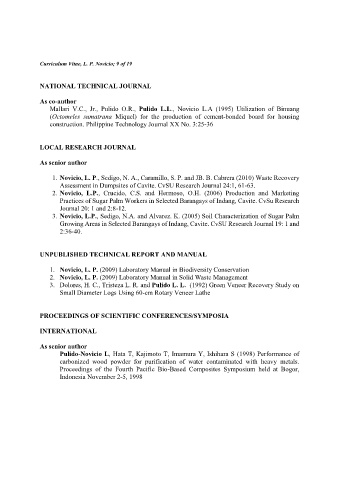 Curriculum Vitae, L. P. Novicio; 9 of 19
NATIONAL TECHNICAL JOURNAL
As co-author
Mallari V.C., Jr., Pulido O.R., Pulido L.L., Novicio L.A (1995) Utilization of Binuang
(Octomeles sumatrana Miquel) for the production of cement-bonded board for housing
construction. Philippine Technology Journal XX No. 3:25-36
LOCAL RESEARCH JOURNAL
As senior author
1. Novicio, L. P., Sedigo, N. A., Caramillo, S. P. and JB. B. Cabrera (2010) Waste Recovery
Assessment in Dumpsites of Cavite. CvSU Research Journal 24:1, 61-63.
2. Novicio, L.P., Crucido, C.S. and Hermoso, O.H. (2006) Production and Marketing
Practices of Sugar Palm Workers in Selected Barangays of Indang, Cavite. CvSu Research
Journal 20: 1 and 2:8-12.
3. Novicio, L.P., Sedigo, N.A. and Alvarez. K. (2005) Soil Characterization of Sugar Palm
Growing Areas in Selected Barangays of Indang, Cavite. CvSU Research Journal 19: 1 and
2:36-40.
UNPUBLISHED TECHNICAL REPORT AND MANUAL
1. Novicio, L. P. (2009) Laboratory Manual in Biodiversity Conservation
2. Novicio, L. P. (2009) Laboratory Manual in Solid Waste Management
3. Dolores, H. C., Tristeza L. R. and Pulido L. L. (1992) Green Veneer Recovery Study on
Small Diameter Logs Using 60-cm Rotary Veneer Lathe
PROCEEDINGS OF SCIENTIFIC CONFERENCES/SYMPOSIA
INTERNATIONAL
As senior author
Pulido-Novicio L, Hata T, Kajimoto T, Imamura Y, Ishihara S (1998) Performance of
carbonized wood powder for purification of water contaminated with heavy metals.
Proceedings of the Fourth Pacific Bio-Based Composites Symposium held at Bogor,
Indonesia November 2-5, 1998